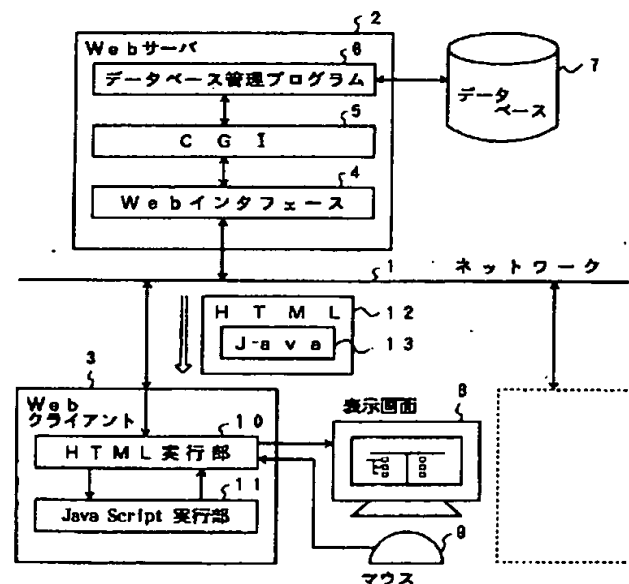 2
Webサーバ
6
データベース管理プログラム
7
データ
ベース
5
CGI
4
Webインタフェース
1
ネットワーク
HTML
12
Java
13
3
Web
クライアント
10
HTML実行部
表示画面
8
11
Java Script 実行部
9
マウス